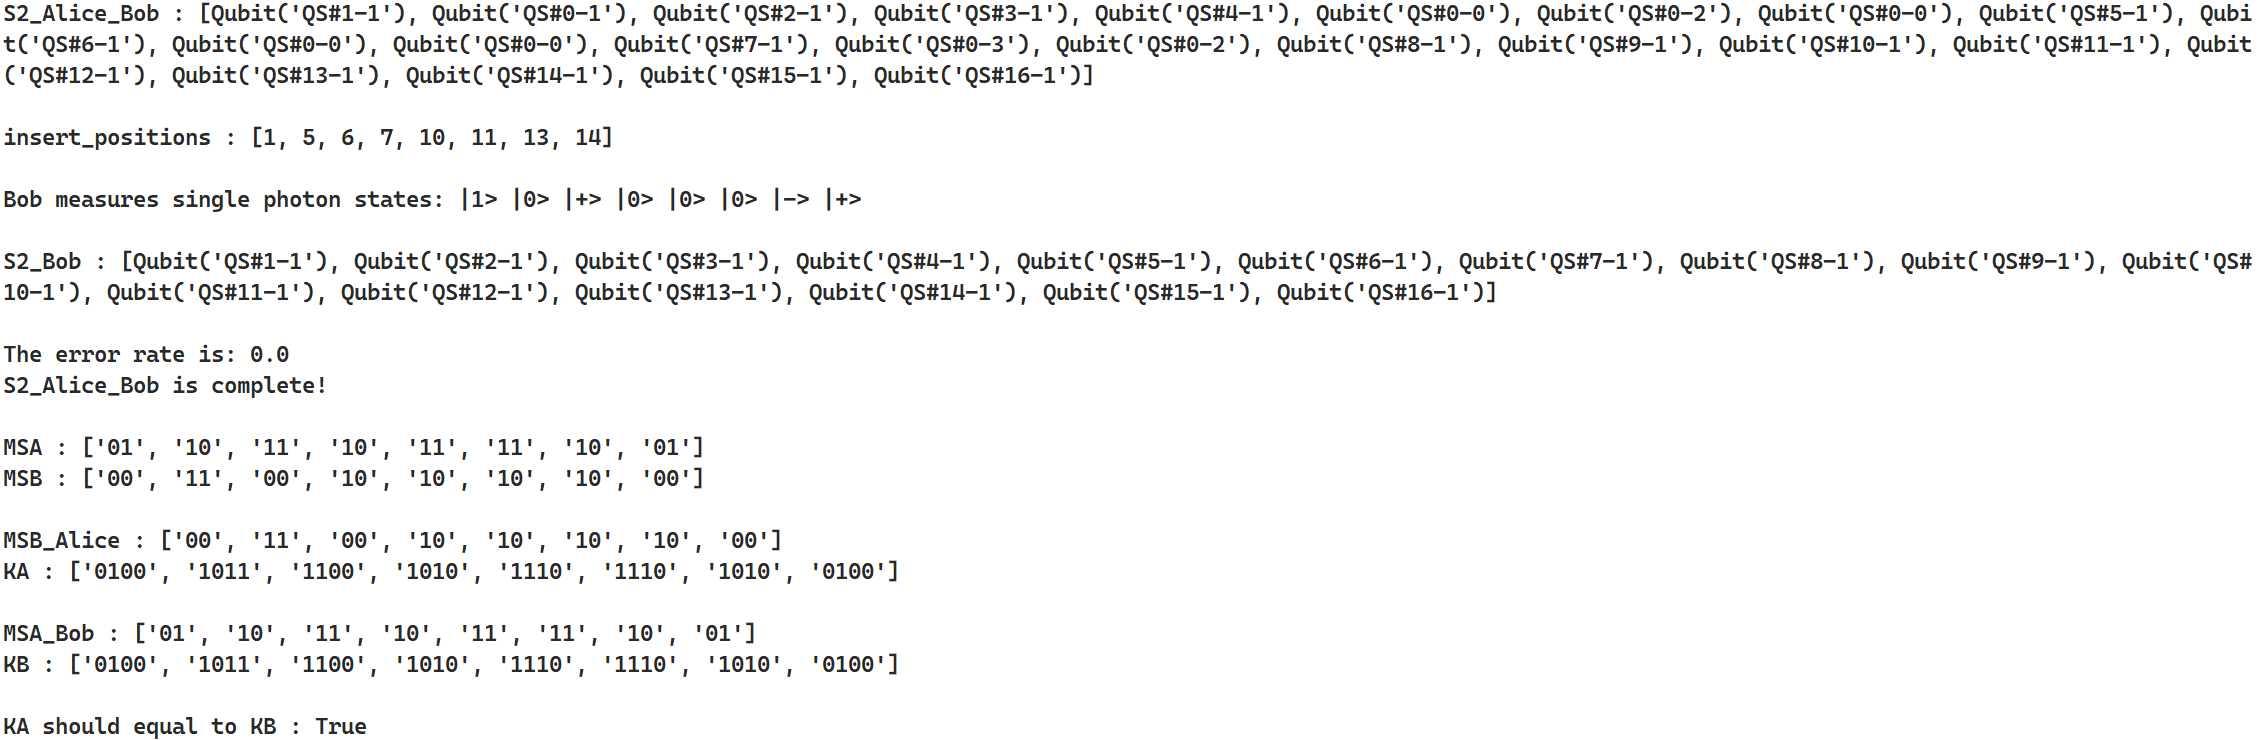 S2_Alice_Bob : [Qubit('QS#1-1'), Qubit('QS#0-1'), Qubit('QS#2-1'), Qubit('QS#3-1'), Qubit('QS#4-1'), Qubit('QS#0-0'), Qubit('QS#0-2'), Qubit('QS#0-0'), Qubit('QS#5-1'), Qubi
t('QS#6-1'), Qubit('QS#0-0'), Qubit('QS#0-0'), Qubit('QS#7-1'), Qubit('QS#0-3'), Qubit('QS#0-2'), Qubit('QS#8-1'), Qubit('QS#9-1'), Qubit('QS#10-1'), Qubit('QS#11-1'), Qubit
('QS#12-1'), Qubit('QS#13-1'), Qubit('QS#14-1'), Qubit('QS#15-1'), Qubit('QS#16-1')]
insert_positions : [1, 5, 6, 7, 10, 11, 13, 14]
Bob measures single photon states: |1> |0> |+> |0> |0> |0> |-> |+>
S2_Bob : [Qubit('QS#1-1'), Qubit('QS#2-1'), Qubit('QS#3-1'), Qubit('QS#4-1'), Qubit('QS#5-1'), Qubit('QS#6-1'), Qubit('QS#7-1'), Qubit('QS#8-1'), Qubit('QS#9-1'), Qubit('QS#
10-1'), Qubit('QS#11-1'), Qubit('QS#12-1'), Qubit('QS#13-1'), Qubit('QS#14-1'), Qubit('QS#15-1'), Qubit('QS#16-1')]
The error rate is: 0.0
S2_Alice_Bob is complete!
MSA : ['01', '10', '11', '10', '11', '11', '10', '01']
MSB : ['00', '11', '00', '10', '10', '10', '10', '00']
MSB_Alice : ['00', '11', '00', '10', '10', '10', '10', '00']
KA : ['0100', '1011', '1100', '1010', '1110', '1110', '1010', '0100']
MSA_Bob : ['01', '10', '11', '10', '11', '11', '10', '01']
KB : ['0100', '1011', '1100', '1010', '1110', '1110', '1010', '0100']
KA should equal to KB : True